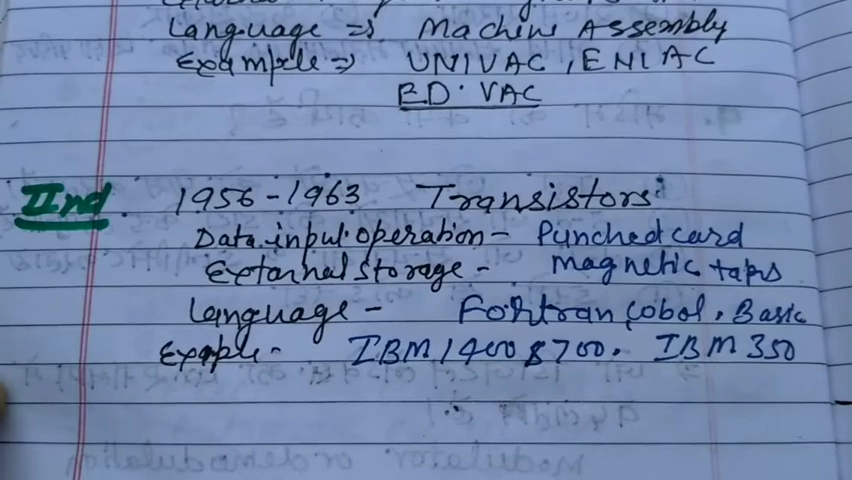 Language => Machine Assembly
Example => UNIVAC, ENIAC
ED.VAC
IInd 1956-1963 Transistors
Data input operation - Punched card
External storage - Magnetic taps
Language - Fortran, Cobol, Basic
IBM 1400 & 700. IBM 350